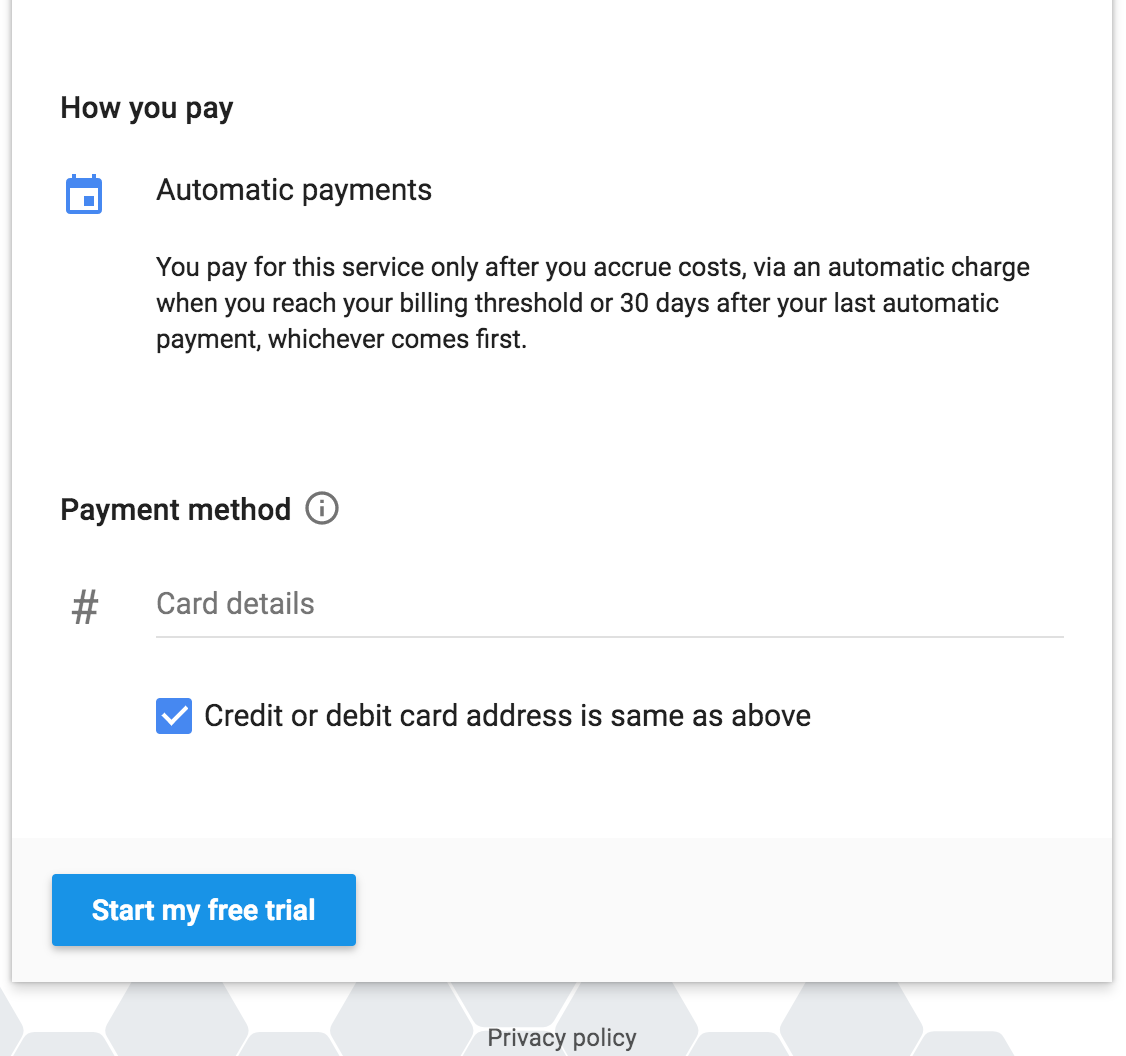 How you pay
Automatic payments
You pay for this service only after you accrue costs, via an automatic charge
when you reach your billing threshold or 30 days after your last automatic
payment, whichever comes first.
Payment method
# Card details
Credit or debit card address is same as above
Start my free trial
Privacy policy